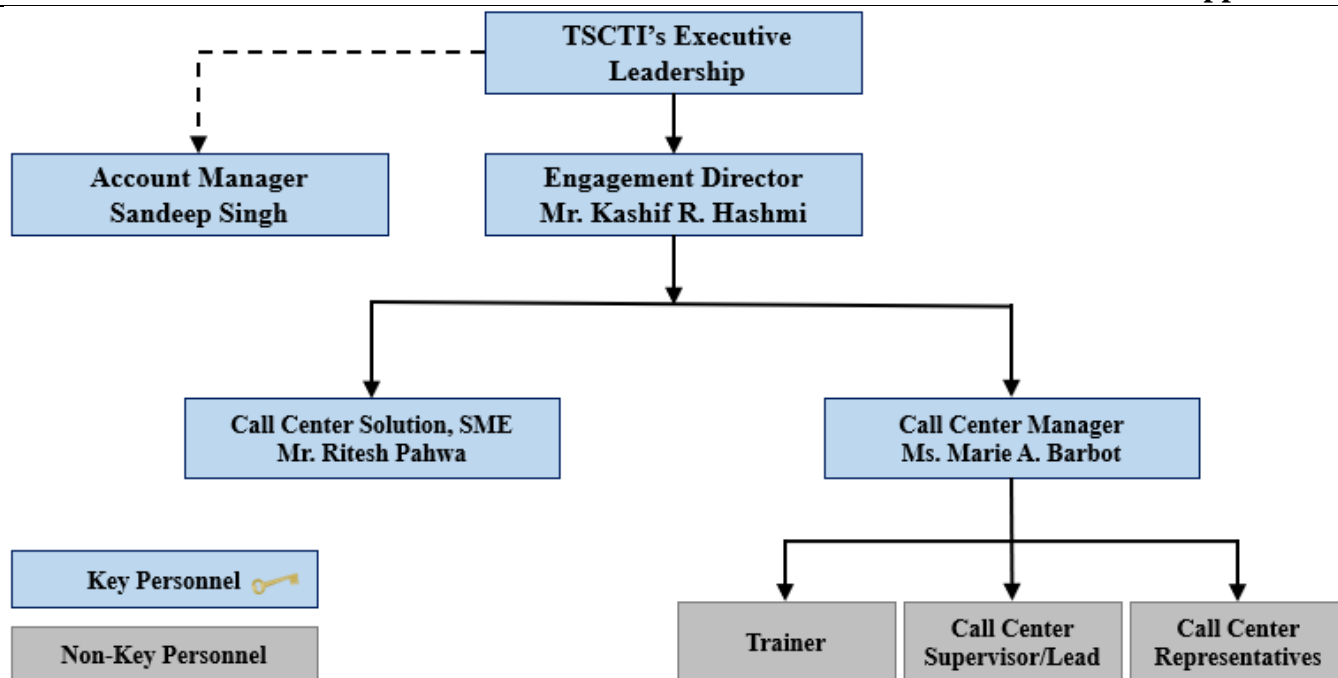 TSCTI's Executive
Leadership
Account Manager
Sandeep Singh
Engagement Director
Mr. Kashif R. Hashmi
Call Center Solution, SME
Mr. Ritesh Pahwa
Call Center Manager
Ms. Marie A. Barbot
Key Personnel
Non-Key Personnel
Trainer
Call Center
Supervisor/Lead
Call Center
Representatives